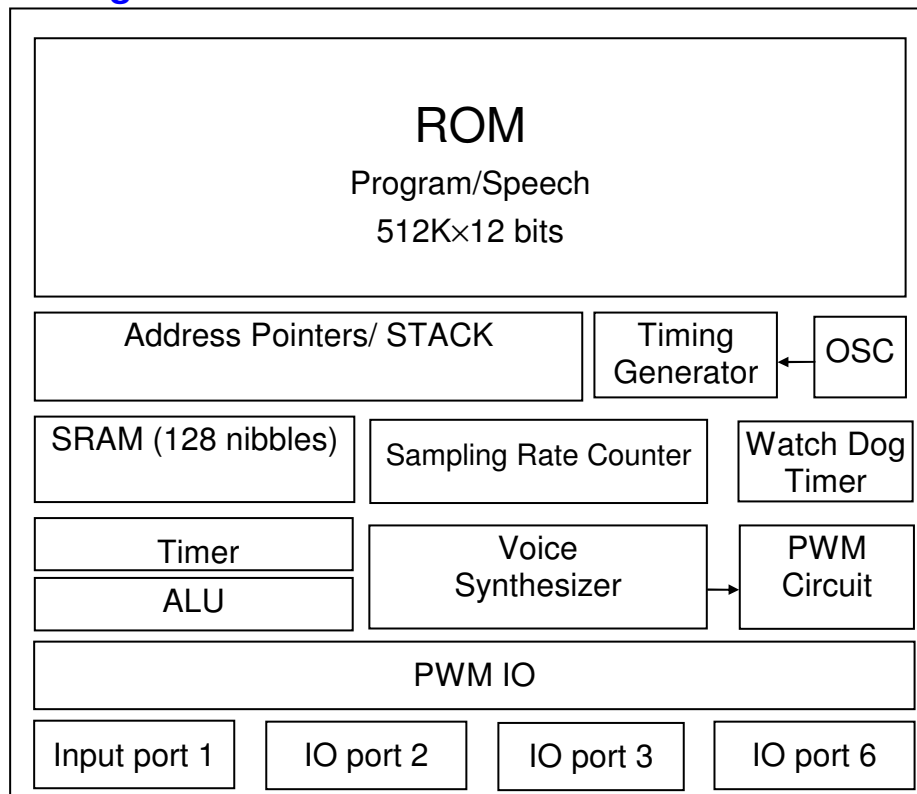 ROM
Program/Speech
512K×12 bits
Address Pointers/ STACK
Timing
Generator
OSC
SRAM (128 nibbles)
Sampling Rate Counter
Watch Dog
Timer
Timer
ALU
Voice
Synthesizer
PWM
Circuit
PWM IO
Input port 1
IO port 2
IO port 3
IO port 6